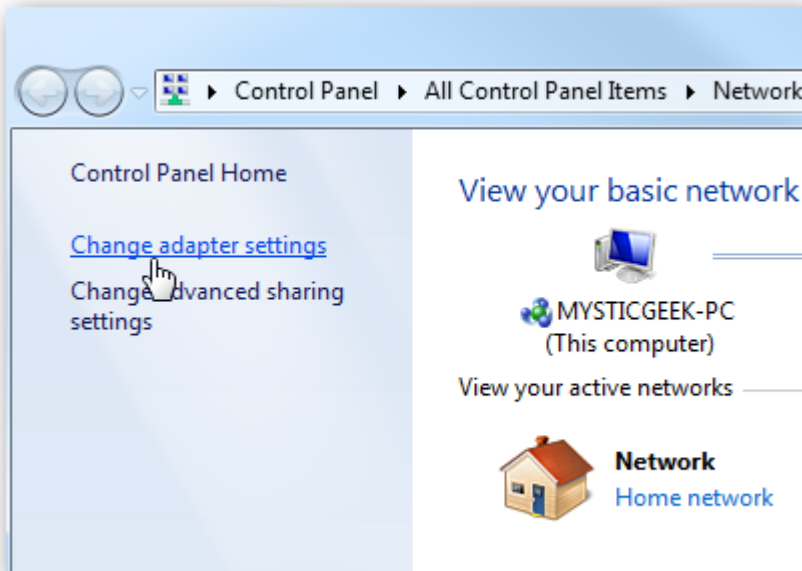 Control Panel All Control Panel Items Network
Control Panel Home
Change adapter settings
Change advanced sharing
settings
View your basic network
MYSTICGEEK-PC
(This computer)
View your active networks
Network
Home network